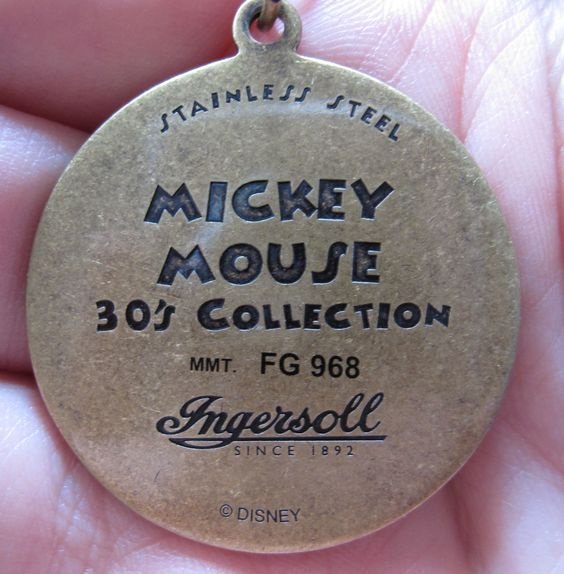 STAINLESS STEEL
MICKEY
MOUSE
30's COLLECTION
MMT. FG 968
Ingersoll
SINCE 1892
© DISNEY